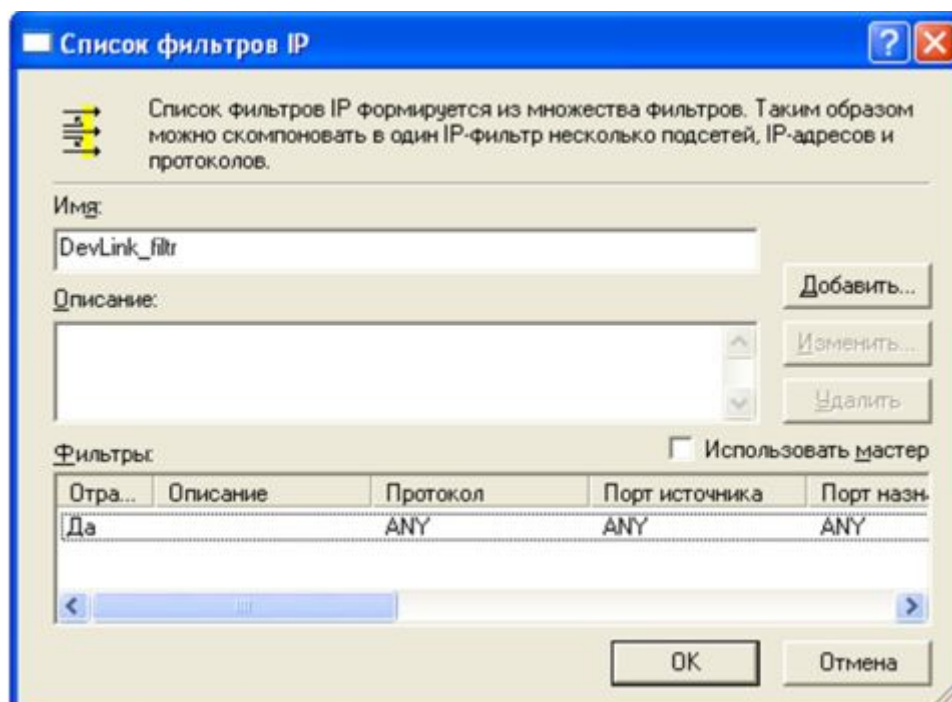 Список фильтров IP
Список фильтров IP формируется из множества фильтров. Таким образом
можно скомпоновать в один IP-фильтр несколько подсетей, IP-адресов и
протоколов.
Имя:
DevLink_filtr
Добавить...
Описание:
Изменить...
Удалить
Фильтры:
Использовать мастер
Отра... Описание Протокол Порт источника Порт назн
Да ANY ANY ANY
OK Отмена